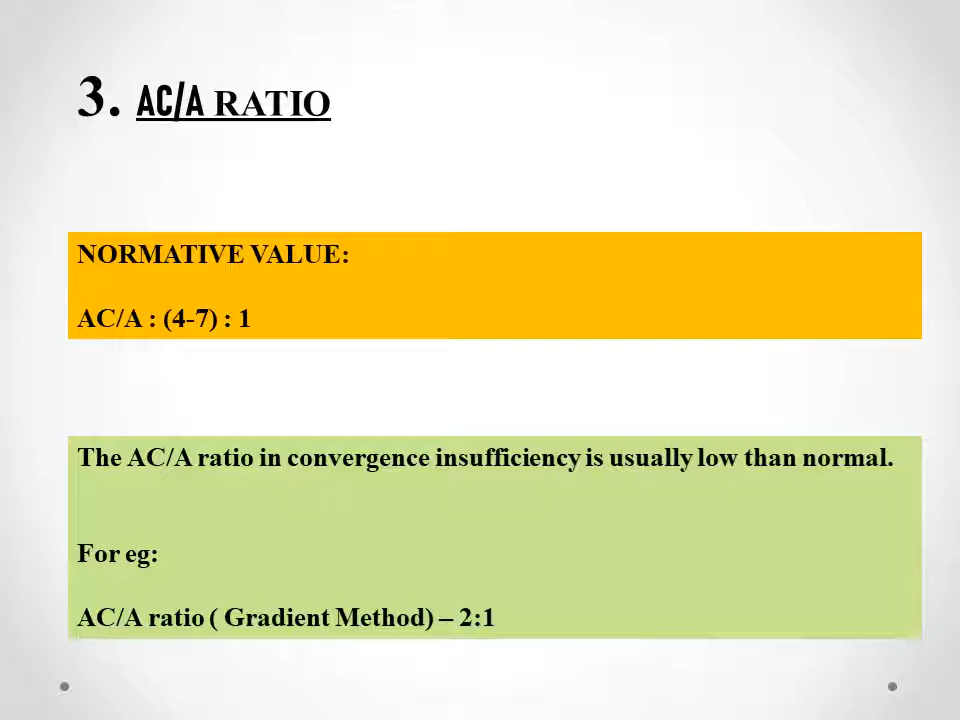 3. AC/A RATIO
NORMATIVE VALUE:
AC/A : (4-7) : 1
The AC/A ratio in convergence insufficiency is usually low than normal.
For eg:
AC/A ratio ( Gradient Method) – 2:1